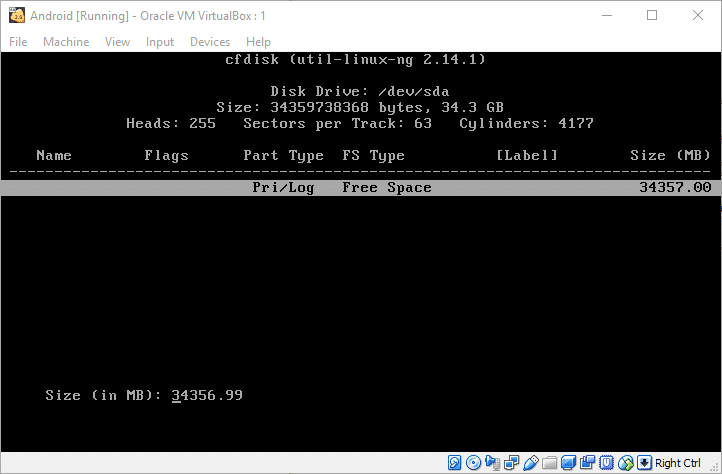 Android [Running] - Oracle VM VirtualBox : 1
File Machine View Input Devices Help
cfdisk (util-linux-ng 2.14.1)
Disk Drive: /dev/sda
Size: 34359738368 bytes, 34.3 GB
Heads: 255 Sectors per Track: 63 Cylinders: 4177
Name Flags Part Type FS Type [Label] Size (MB)
------------------------------------------------------------------------------
Pri/Log Free Space 34357.00
Size (in MB): 34356.99
Right Ctrl